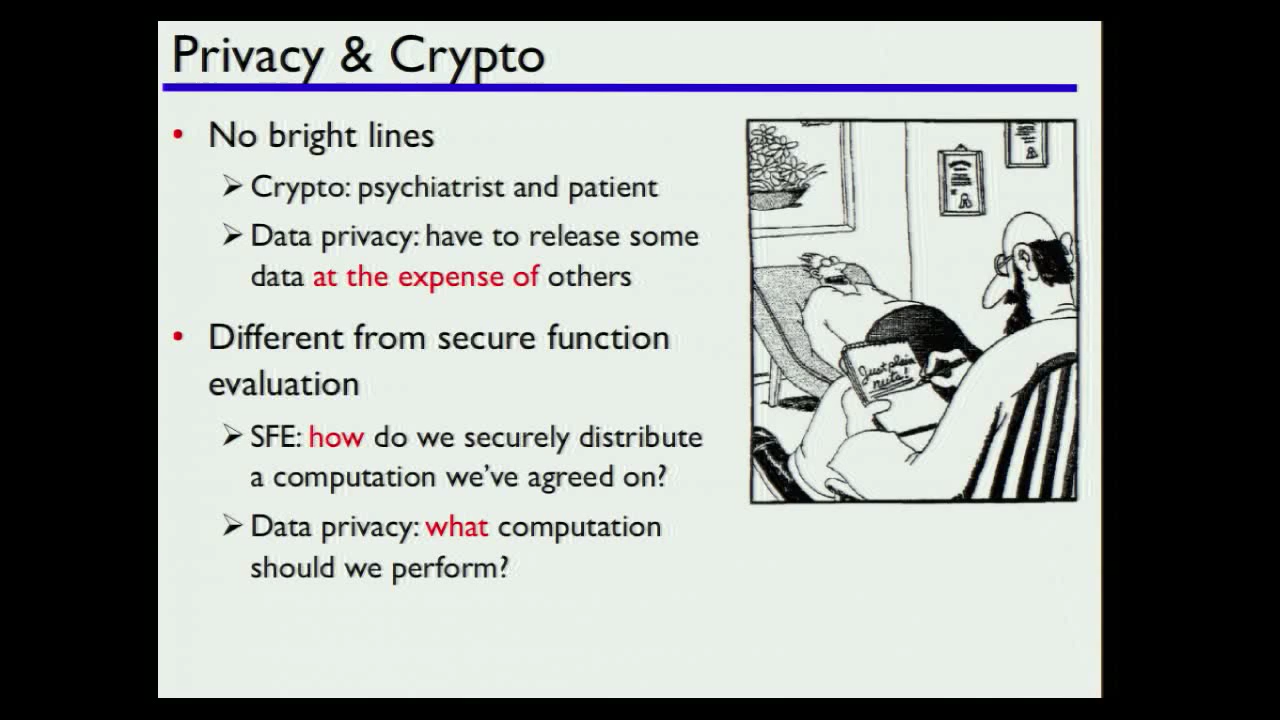 Privacy & Crypto
• No bright lines
➢ Crypto: psychiatrist and patient
➢ Data privacy: have to release some
data at the expense of others
• Different from secure function
evaluation
➢ SFE: how do we securely distribute
a computation we've agreed on?
➢ Data privacy: what computation
should we perform?
Just plain
nuts!